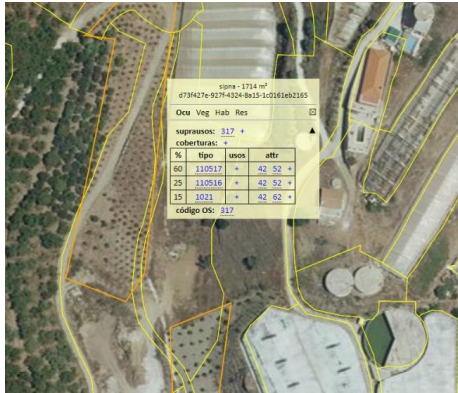 sipna - 1714 m²
d73f427e-927f-4324-8a15-1c0161eb2165
Ocu Veg Hab Res
suprausos: 317 +
coberturas: +
% tipo usos attr
60 110517 + 42 52 +
25 110516 + 42 52 +
15 1021 + 42 62 +
código OS: 317